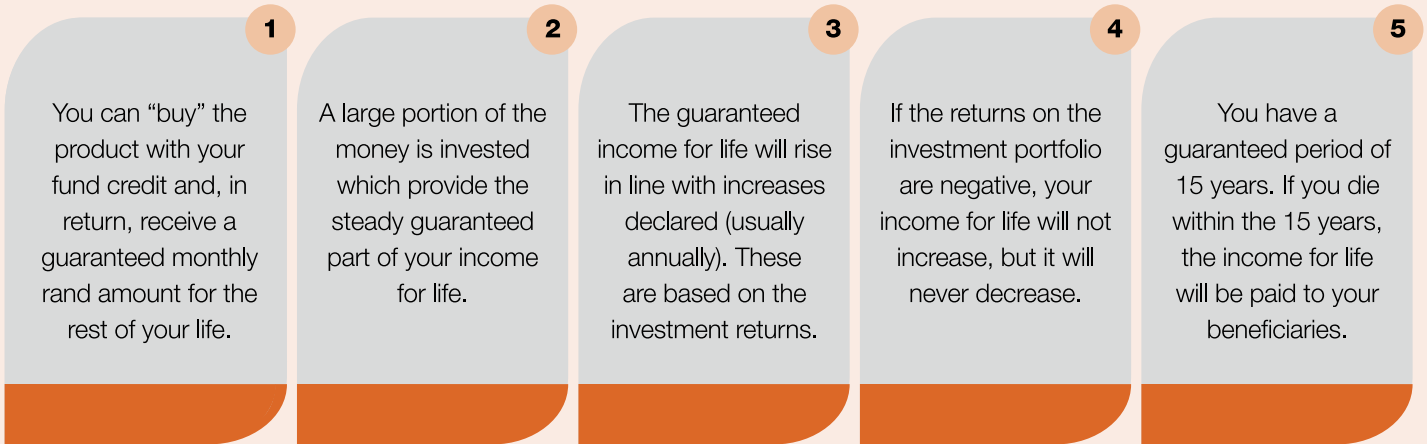 1
You can “buy” the
product with your
fund credit and, in
return, receive a
guaranteed monthly
rand amount for the
rest of your life.
2
A large portion of the
money is invested
which provide the
steady guaranteed
part of your income
for life.
3
The guaranteed
income for life will rise
in line with increases
declared (usually
annually). These
are based on the
investment returns.
4
If the returns on the
investment portfolio
are negative, your
income for life will not
increase, but it will
never decrease.
5
You have a
guaranteed period of
15 years. If you die
within the 15 years,
the income for life
will be paid to your
beneficiaries.